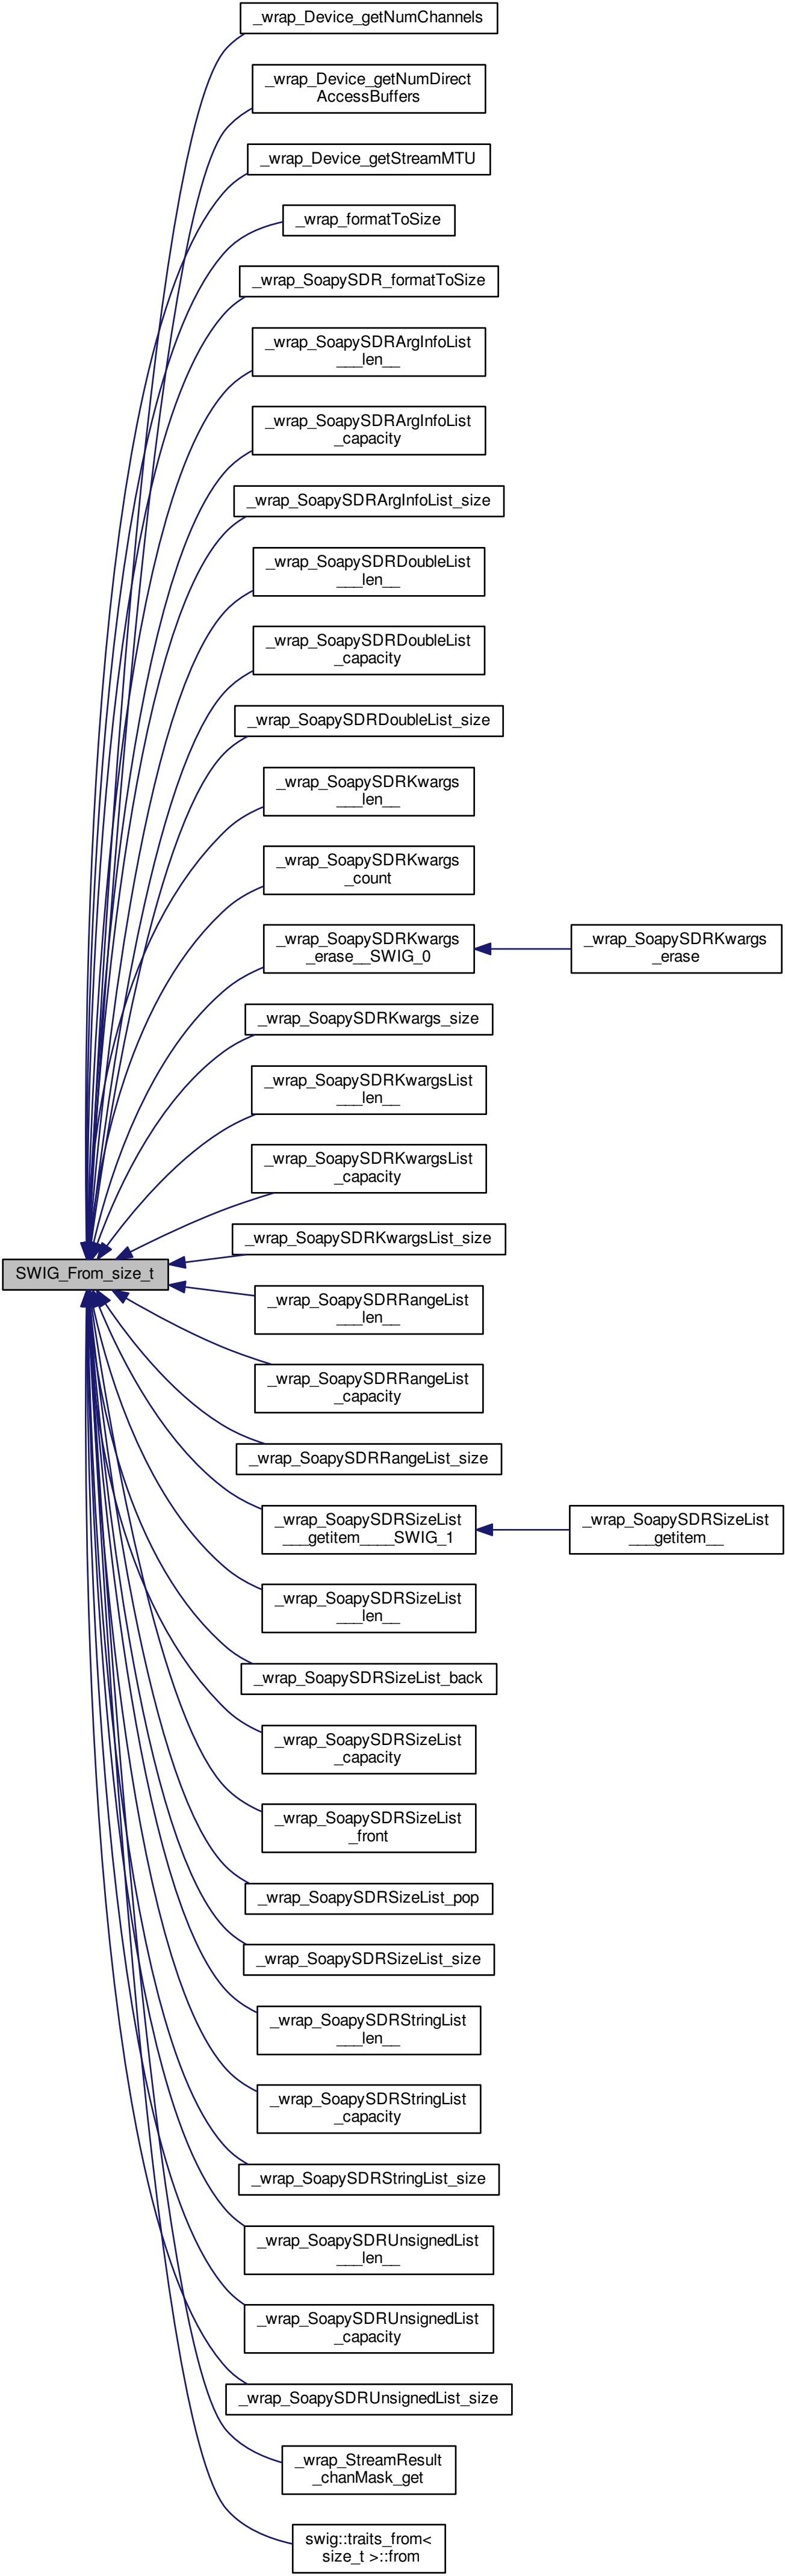 _wrap_Device_getNumChannels
_wrap_Device_getNumDirect
AccessBuffers
_wrap_Device_getStreamMTU
_wrap_formatToSize
_wrap_SoapySDR_formatToSize
_wrap_SoapySDRArgInfoList
___len__
_wrap_SoapySDRArgInfoList
_capacity
_wrap_SoapySDRArgInfoList_size
_wrap_SoapySDRDoubleList
___len__
_wrap_SoapySDRDoubleList
_capacity
_wrap_SoapySDRDoubleList_size
_wrap_SoapySDRKwargs
___len__
_wrap_SoapySDRKwargs
_count
_wrap_SoapySDRKwargs
_erase__SWIG_0
_wrap_SoapySDRKwargs
_erase
_wrap_SoapySDRKwargs_size
_wrap_SoapySDRKwargsList
___len__
_wrap_SoapySDRKwargsList
_capacity
_wrap_SoapySDRKwargsList_size
SWIG_From_size_t
_wrap_SoapySDRRangeList
___len__
_wrap_SoapySDRRangeList
_capacity
_wrap_SoapySDRRangeList_size
_wrap_SoapySDRSizeList
___getitem____SWIG_1
_wrap_SoapySDRSizeList
___getitem__
_wrap_SoapySDRSizeList
___len__
_wrap_SoapySDRSizeList_back
_wrap_SoapySDRSizeList
_capacity
_wrap_SoapySDRSizeList
_front
_wrap_SoapySDRSizeList_pop
_wrap_SoapySDRSizeList_size
_wrap_SoapySDRStringList
___len__
_wrap_SoapySDRStringList
_capacity
_wrap_SoapySDRStringList_size
_wrap_SoapySDRUnsignedList
___len__
_wrap_SoapySDRUnsignedList
_capacity
_wrap_SoapySDRUnsignedList_size
_wrap_StreamResult
_chanMask_get
swig::traits_from<
size_t >::from